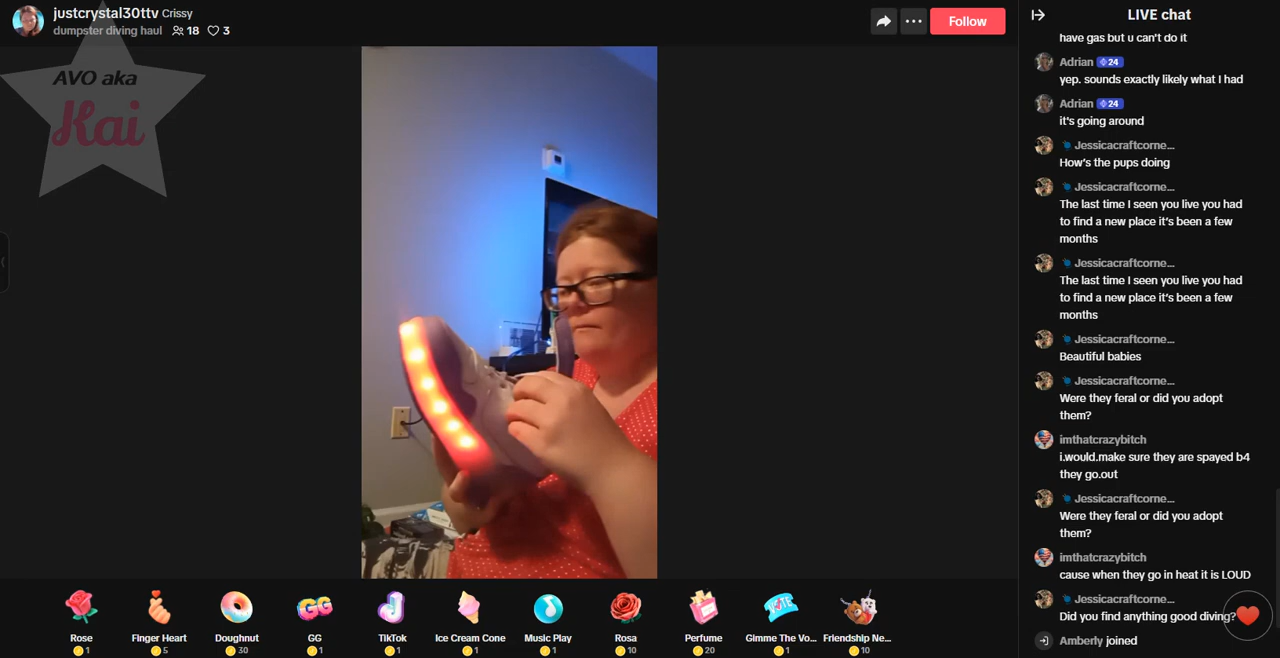 justcrystal30ttv Crissy
dumpster diving haul 18 3
Follow
AVO aka
Kai
LIVE chat
have gas but u can't do it
Adrian 24
yep. sounds exactly likely what I had
Adrian 24
it's going around
Jessicacraftcorne...
How's the pups doing
Jessicacraftcorne...
The last time I seen you live you had
to find a new place it's been a few
months
Jessicacraftcorne...
The last time I seen you live you had
to find a new place it's been a few
months
Jessicacraftcorne...
Beautiful babies
Jessicacraftcorne...
Were they feral or did you adopt
them?
imthatcrazybitch
i.would.make sure they are spayed b4
they go.out
Jessicacraftcorne...
Were they feral or did you adopt
them?
imthatcrazybitch
cause when they go in heat it is LOUD
Jessicacraftcorne...
Did you find anything good diving?
Amberly joined
GG
VOTE
Rose Finger Heart Doughnut GG TikTok Ice Cream Cone Music Play Rosa Perfume Gimme The Vo... Friendship Ne...
1 5 30 1 1 1 1 10 20 1 10